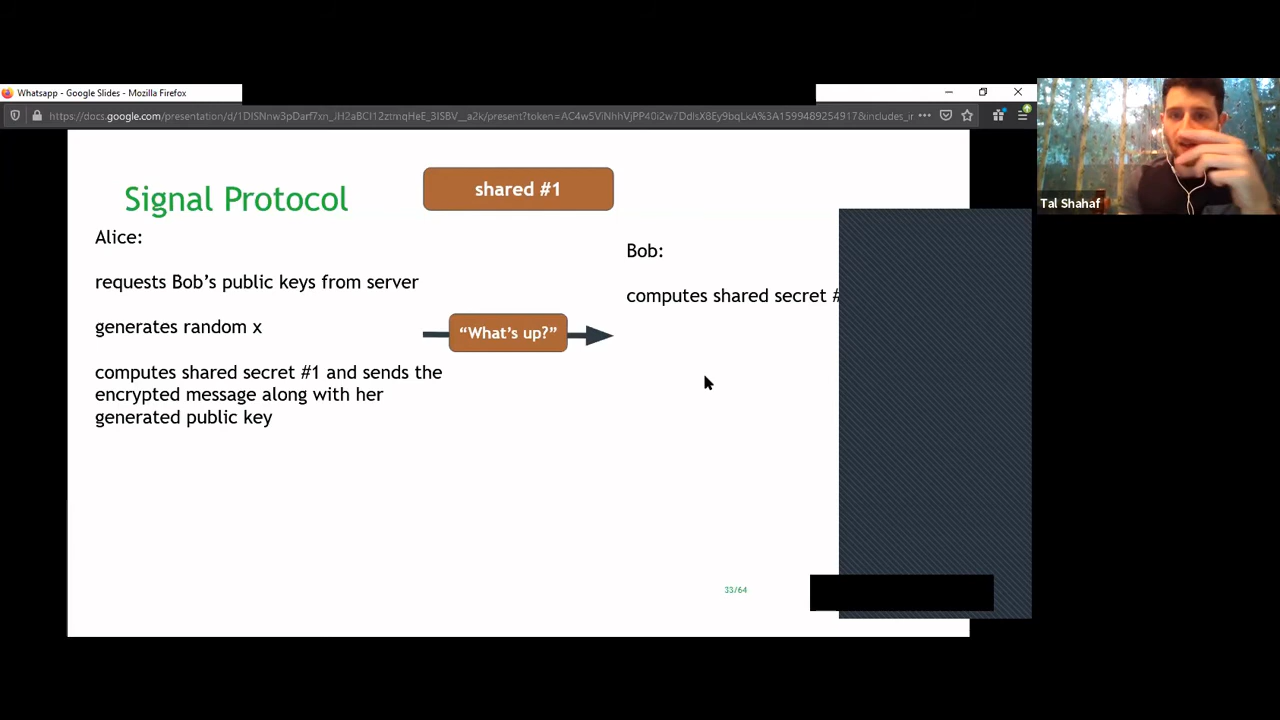 Whatsapp - Google Slides - Mozilla Firefox
Signal Protocol
shared #1
Alice:
requests Bob's public keys from server
generates random x
computes shared secret #1 and sends the
encrypted message along with her
generated public key
“What's up?”
Bob:
computes shared secret #
33/64
Tal Shahaf